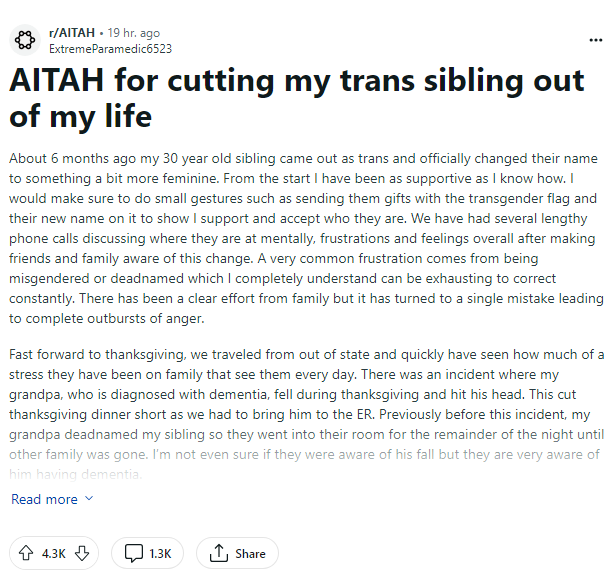 r/AITAH • 19 hr. ago
ExtremeParamedic6523
AITAH for cutting my trans sibling out
of my life
About 6 months ago my 30 year old sibling came out as trans and officially changed their name
to something a bit more feminine. From the start I have been as supportive as I know how. I
would make sure to do small gestures such as sending them gifts with the transgender flag and
their new name on it to show I support and accept who they are. We have had several lengthy
phone calls discussing where they are at mentally, frustrations and feelings overall after making
friends and family aware of this change. A very common frustration comes from being
misgendered or deadnamed which I completely understand can be exhausting to correct
constantly. There has been a clear effort from family but it has turned to a single mistake leading
to complete outbursts of anger.
Fast forward to thanksgiving, we traveled from out of state and quickly have seen how much of a
stress they have been on family that see them every day. There was an incident where my
grandpa, who is diagnosed with dementia, fell during thanksgiving and hit his head. This cut
thanksgiving dinner short as we had to bring him to the ER. Previously before this incident, my
grandpa deadnamed my sibling so they went into their room for the remainder of the night until
other family was gone. I'm not even sure if they were aware of his fall but they are very aware of
him having dementia.
Read more
4.3K
1.3K
Share